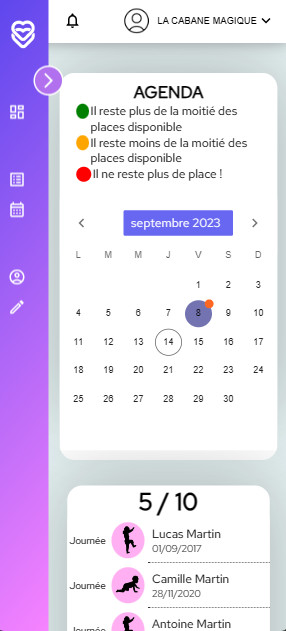 LA CABANE MAGIQUE
AGENDA
Il reste plus de la moitié des
places disponible
Il reste moins de la moitié des
places disponible
Il ne reste plus de place !
septembre 2023
L M M J V S D
1 2 3
4 5 6 7 8 9 10
11 12 13 14 15 16 17
18 19 20 21 22 23 24
25 26 27 28 29 30
5 / 10
Journée
Lucas Martin
01/09/2017
Journée
Camille Martin
28/11/2020
Journée
Antoine Martin